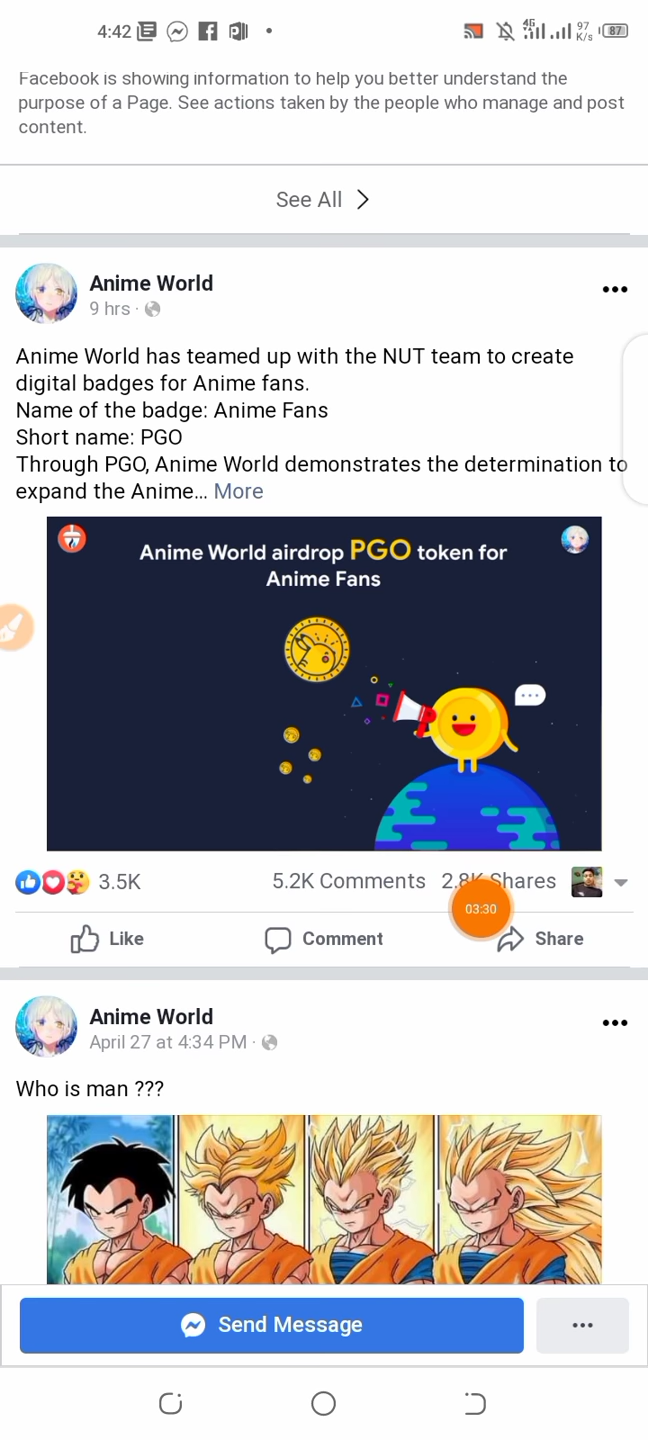 4:42
4G
97
K/s
87
Facebook is showing information to help you better understand the
purpose of a Page. See actions taken by the people who manage and post
content.
See All
Anime World
9 hrs ·
Anime World has teamed up with the NUT team to create
digital badges for Anime fans.
Name of the badge: Anime Fans
Short name: PGO
Through PGO, Anime World demonstrates the determination to
expand the Anime... More
Anime World airdrop PGO token for
Anime Fans
3.5K 5.2K Comments 2.8K Shares
03:30
Like Comment Share
Anime World
April 27 at 4:34 PM ·
Who is man ???
Send Message